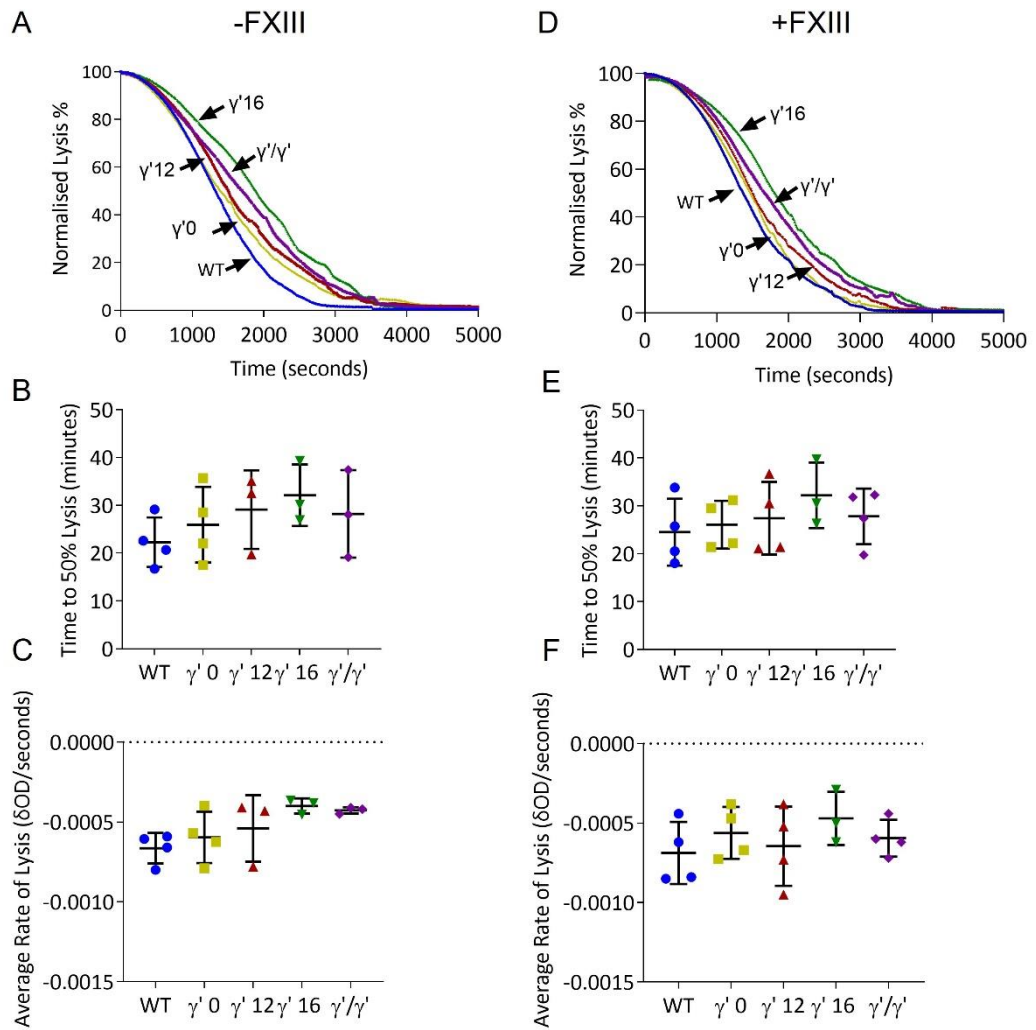 A
-FXIII
Normalised Lysis %
100
80
60
40
20
0
γ'16
γ'/γ'
γ'12
γ'0
WT
0 1000 2000 3000 4000 5000
Time (seconds)
D
+FXIII
Normalised Lysis %
100
80
60
40
20
0
γ'16
γ'/γ'
WT
γ'0
γ'12
0 1000 2000 3000 4000 5000
Time (seconds)
B
Time to 50% Lysis (minutes)
50
40
30
20
10
0
WT γ' 0 γ' 12 γ' 16 γ'/γ'
E
Time to 50% Lysis (minutes)
50
40
30
20
10
0
WT γ' 0 γ' 12 γ' 16 γ'/γ'
C
Average Rate of Lysis (δOD/seconds)
0.0000
-0.0005
-0.0010
-0.0015
WT γ' 0 γ' 12 γ' 16 γ'/γ'
F
Average Rate of Lysis (δOD/seconds)
0.0000
-0.0005
-0.0010
-0.0015
WT γ' 0 γ' 12 γ' 16 γ'/γ'